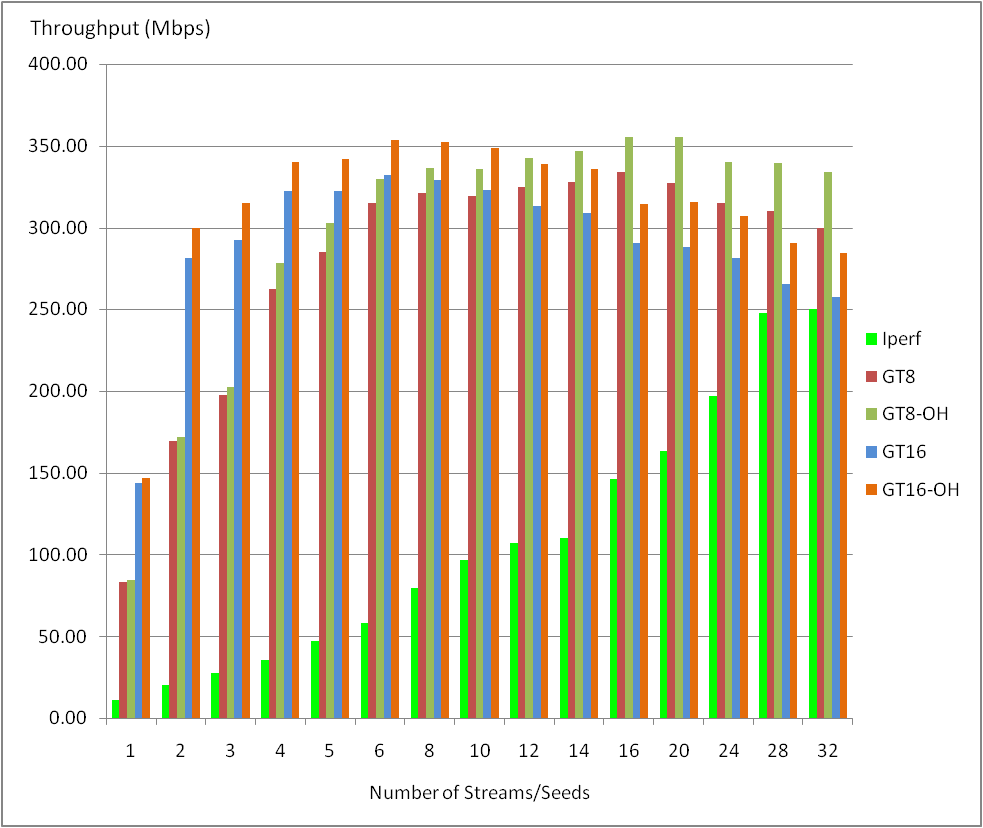 Throughput (Mbps)
400.00
350.00
300.00
250.00
200.00
150.00
100.00
50.00
0.00
1 2 3 4 5 6 8 10 12 14 16 20 24 28 32
Number of Streams/Seeds
Iperf
GT8
GT8-OH
GT16
GT16-OH